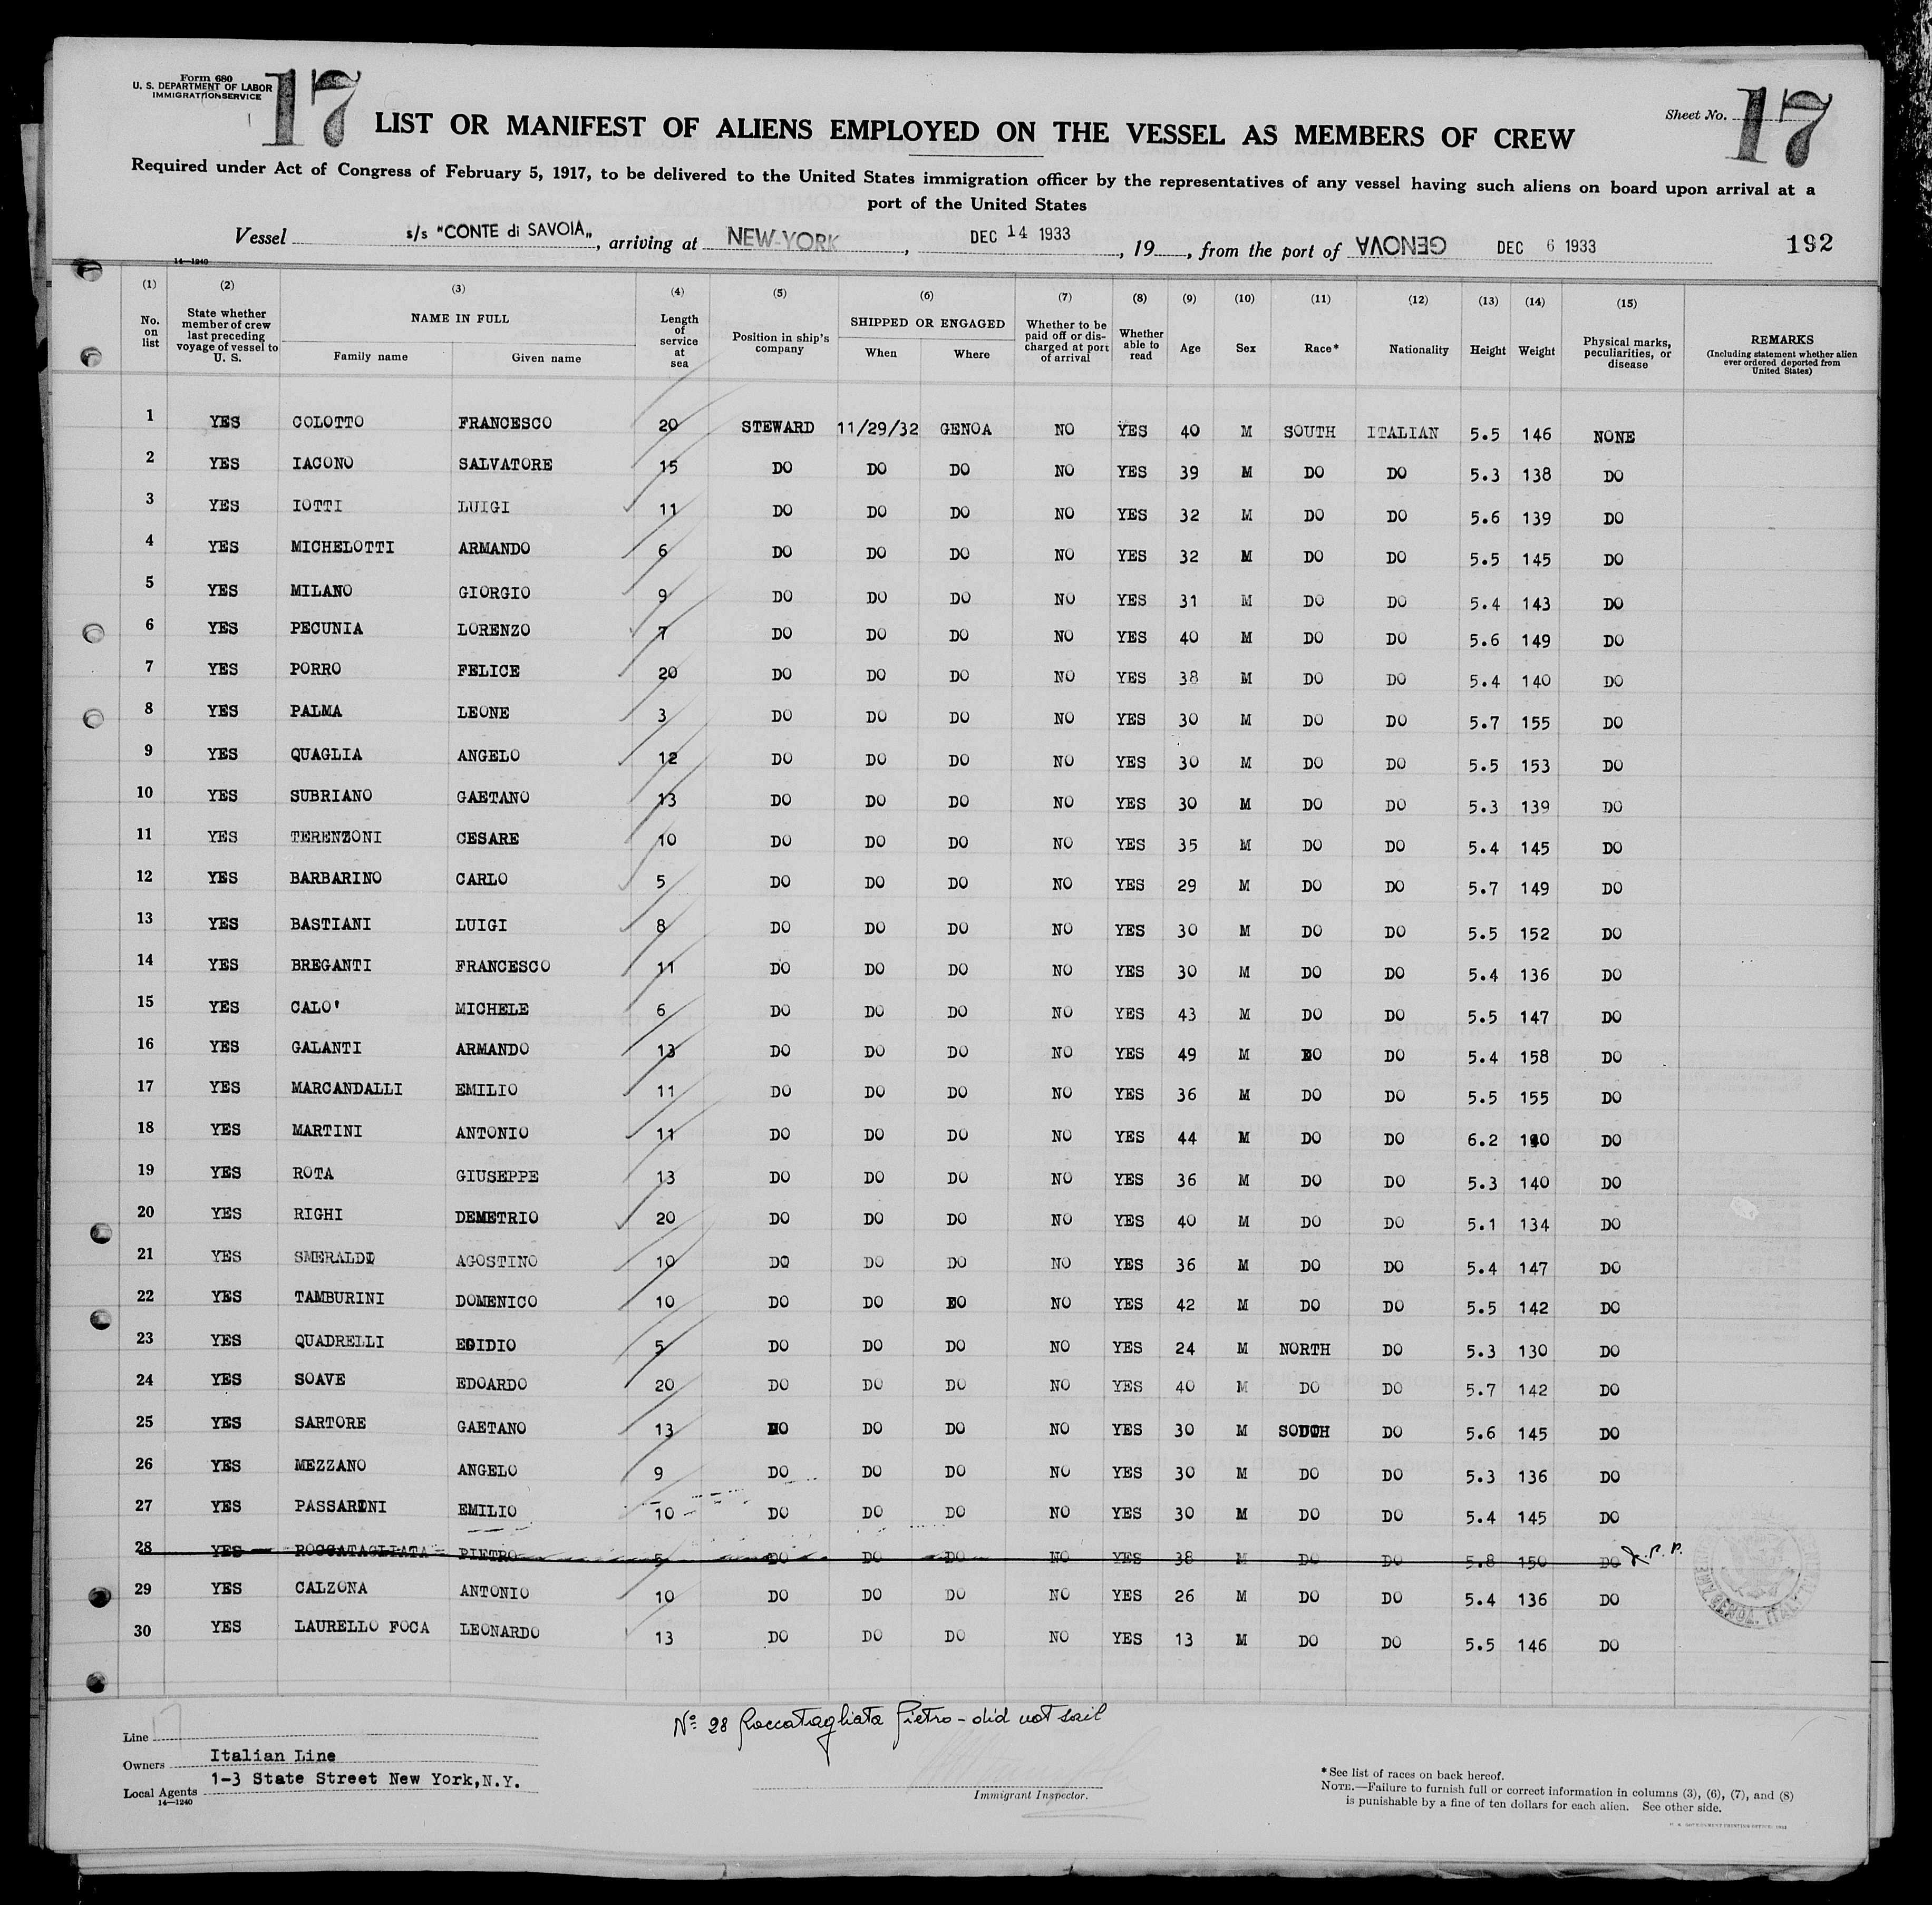 Form 680
U. S. DEPARTMENT OF LABOR
IMMIGRATION SERVICE
17
LIST OR MANIFEST OF ALIENS EMPLOYED ON THE VESSEL AS MEMBERS OF CREW
Sheet No. 17
Required under Act of Congress of February 5, 1917, to be delivered to the United States immigration officer by the representatives of any vessel having such aliens on board upon arrival at a
port of the United States
Vessel s/s "CONTE di SAVOIA„, arriving at NEW-YORK, DEC 14 1933, 19, from the port of GENOVA DEC 6 1933 192
14—1240
(1) (2) (3) (4) (5) (6) (7) (8) (9) (10) (11) (12) (13) (14) (15)
No. on list State whether member of crew last preceding voyage of vessel to U. S. NAME IN FULL Family name Given name Length of service at sea Position in ship's company SHIPPED OR ENGAGED When Where Whether to be paid off or discharged at port of arrival Whether able to read Age Sex Race* Nationality Height Weight Physical marks, peculiarities, or disease REMARKS (Including statement whether alien ever ordered deported from United States)
1 YES COLOTTO FRANCESCO 20 STEWARD 11/29/32 GENOA NO YES 40 M SOUTH ITALIAN 5.5 146 NONE
2 YES IACONO SALVATORE 15 DO DO DO NO YES 39 M DO DO 5.3 138 DO
3 YES IOTTI LUIGI 11 DO DO DO NO YES 32 M DO DO 5.6 139 DO
4 YES MICHELOTTI ARMANDO 6 DO DO DO NO YES 32 M DO DO 5.5 145 DO
5 YES MILANO GIORGIO 9 DO DO DO NO YES 31 M DO DO 5.4 143 DO
6 YES PECUNIA LORENZO 7 DO DO DO NO YES 40 M DO DO 5.6 149 DO
7 YES PORRO FELICE 20 DO DO DO NO YES 38 M DO DO 5.4 140 DO
8 YES PALMA LEONE 3 DO DO DO NO YES 30 M DO DO 5.7 155 DO
9 YES QUAGLIA ANGELO 12 DO DO DO NO YES 30 M DO DO 5.5 153 DO
10 YES SUBRIANO GAETANO 13 DO DO DO NO YES 30 M DO DO 5.3 139 DO
11 YES TERENZONI CESARE 10 DO DO DO NO YES 35 M DO DO 5.4 145 DO
12 YES BARBARINO CARLO 5 DO DO DO NO YES 29 M DO DO 5.7 149 DO
13 YES BASTIANI LUIGI 8 DO DO DO NO YES 30 M DO DO 5.5 152 DO
14 YES BREGANTI FRANCESCO 11 DO DO DO NO YES 30 M DO DO 5.4 136 DO
15 YES CALO' MICHELE 6 DO DO DO NO YES 43 M DO DO 5.5 147 DO
16 YES GALANTI ARMANDO 13 DO DO DO NO YES 49 M DO DO 5.4 158 DO
17 YES MARCANDALLI EMILIO 11 DO DO DO NO YES 36 M DO DO 5.5 155 DO
18 YES MARTINI ANTONIO 11 DO DO DO NO YES 44 M DO DO 6.2 DO
19 YES ROTA GIUSEPPE 13 DO DO DO NO YES 36 M DO DO 5.3 140 DO
20 YES RIGHI DEMETRIO 20 DO DO DO NO YES 40 M DO DO 5.1 134 DO
21 YES SMERALDI AGOSTINO 10 DO DO DO NO YES 36 M DO DO 5.4 147 DO
22 YES TAMBURINI DOMENICO 10 DO DO DO NO YES 42 M DO DO 5.5 142 DO
23 YES QUADRELLI EGIDIO 5 DO DO DO NO YES 24 M NORTH DO 5.3 130 DO
24 YES SOAVE EDOARDO 20 DO DO DO NO YES 40 M DO DO 5.7 142 DO
25 YES SARTORE GAETANO 13 DO DO DO NO YES 30 M SOUTH DO 5.6 145 DO
26 YES MEZZANO ANGELO 9 DO DO DO NO YES 30 M DO DO 5.3 136 DO
27 YES PASSARINI EMILIO 10 DO DO DO NO YES 30 M DO DO 5.4 145 DO
28 YES ROCCATAGLIATA PIETRO 5 DO DO DO NO YES 38 M DO DO 5.8 150 DO
29 YES CALZONA ANTONIO 10 DO DO DO NO YES 26 M DO DO 5.4 136 DO
30 YES LAURELLO FOCA LEONARDO 13 DO DO DO NO YES 13 M DO DO 5.5 146 DO
Nº 28 Roccatagliata Pietro - did not sail
Line
Owners Italian Line
Local Agents 1-3 State Street New York, N.Y.
14—1240
Immigrant Inspector.
*See list of races on back hereof.
NOTE.—Failure to furnish full or correct information in columns (3), (6), (7), and (8)
is punishable by a fine of ten dollars for each alien. See other side.